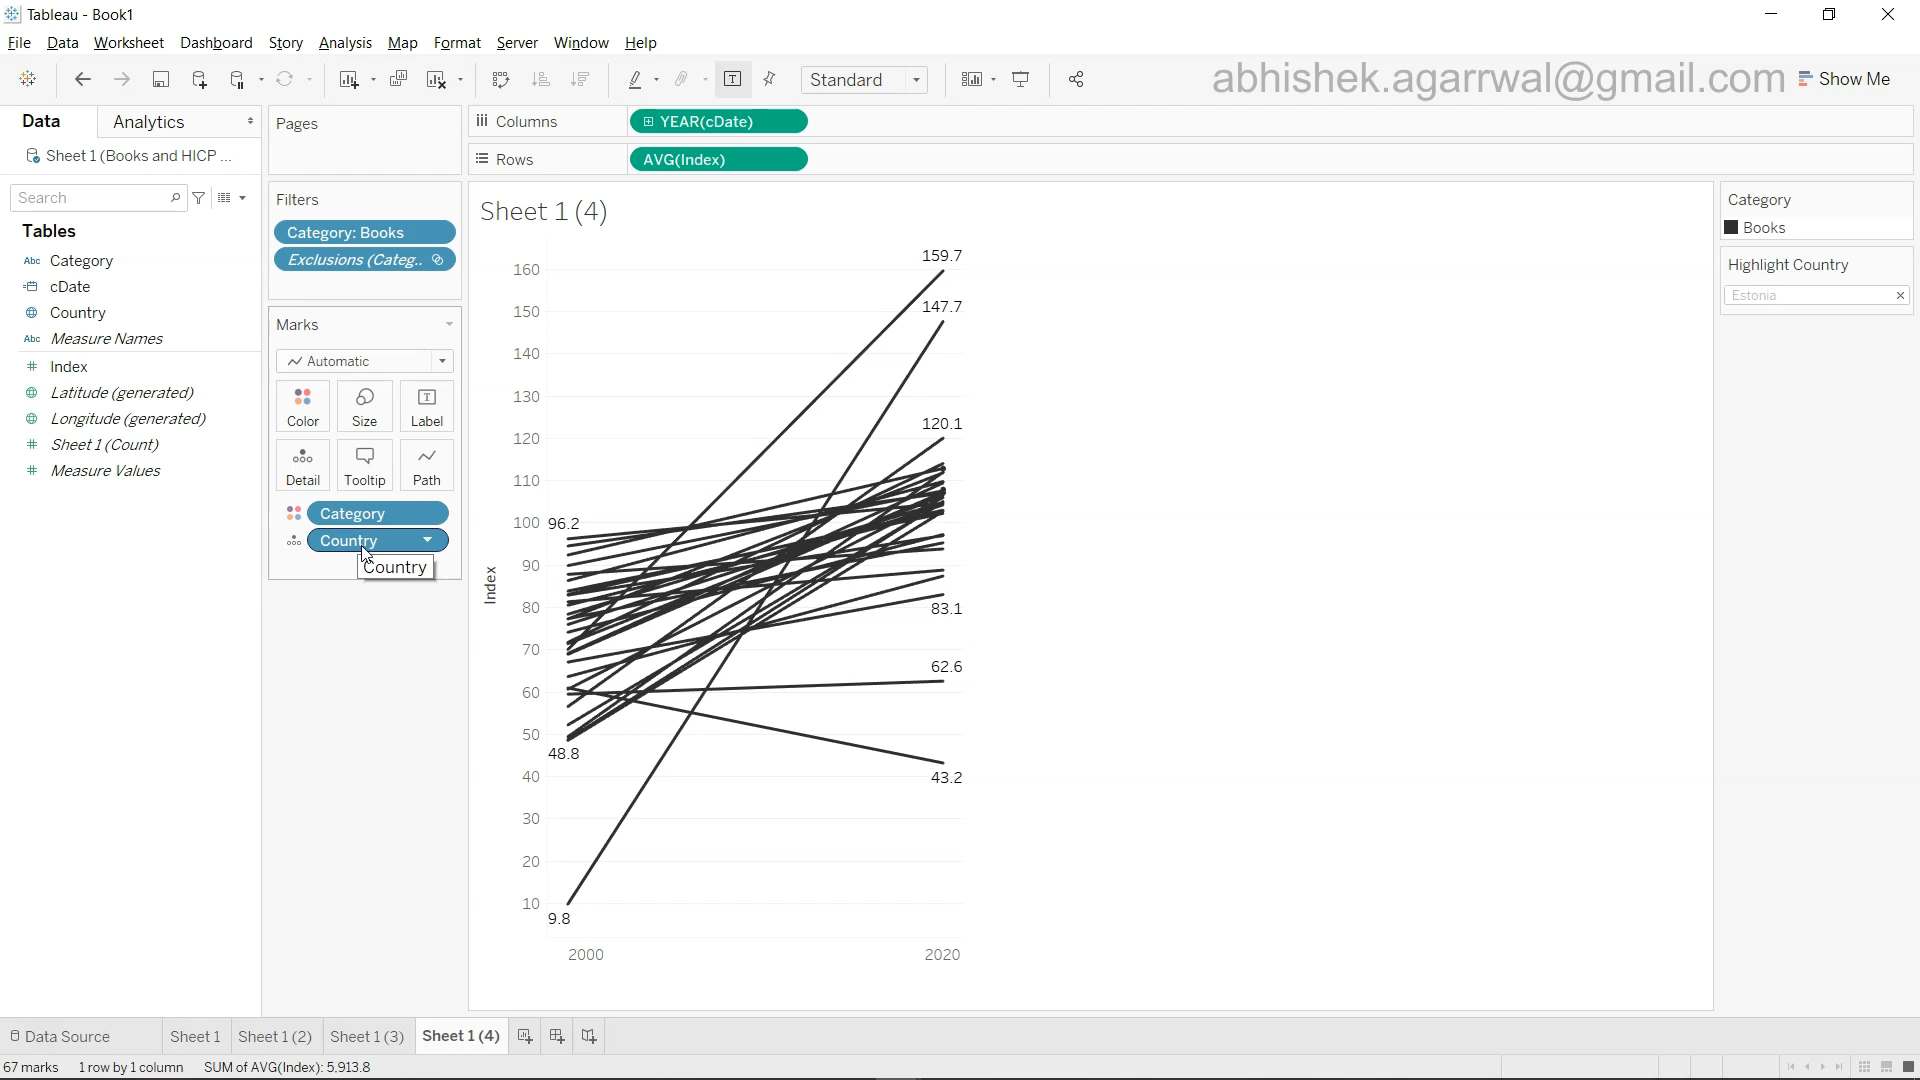 Tableau - Book1
File Data Worksheet Dashboard Story Analysis Map Format Server Window Help
Standard
abhishek.agarrwal@gmail.com
Show Me
Data Analytics
Sheet 1 (Books and HICP ...
Search
Tables
Abc Category
cDate
Country
Abc Measure Names
Index
Latitude (generated)
Longitude (generated)
Sheet 1 (Count)
Measure Values
Pages
Filters
Category: Books
Exclusions (Categ..
Marks
Automatic
Color Size Label
Detail Tooltip Path
Category
Country
Country
Columns YEAR(cDate)
Rows AVG(Index)
Sheet 1 (4)
159.7
160
147.7
150
140
130
120.1
120
110
100 96.2
90
Index
80 83.1
70
62.6
60
50
48.8
40 43.2
30
20
10
9.8
2000 2020
Category
Books
Highlight Country
Estonia
Data Source Sheet 1 Sheet 1 (2) Sheet 1 (3) Sheet 1 (4)
67 marks 1 row by 1 column SUM of AVG(Index): 5,913.8